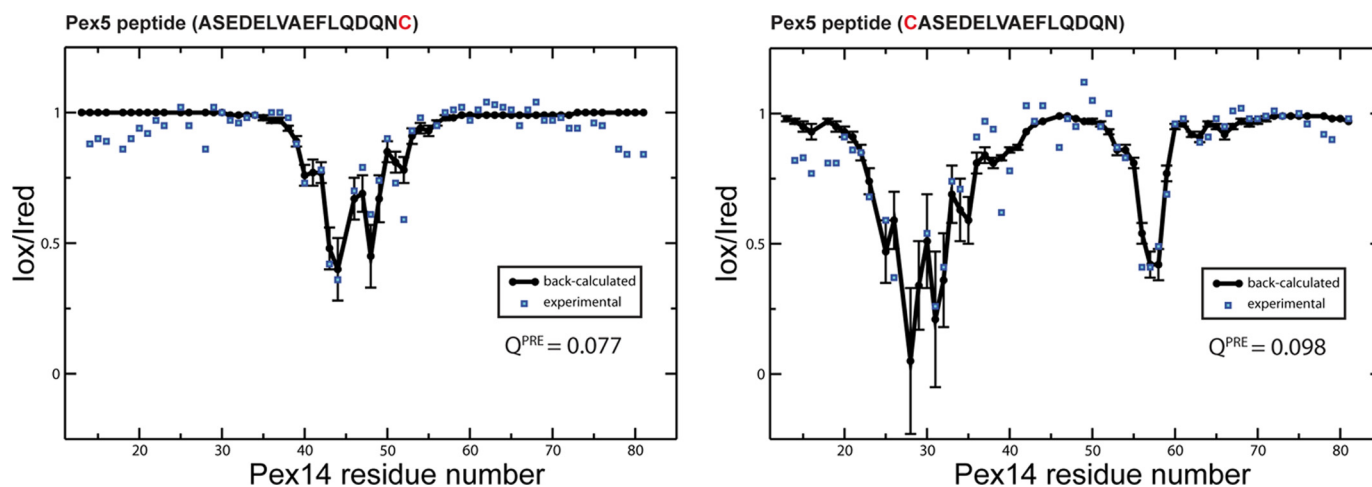 Pex5 peptide (ASEDELVAEFLQDQNC)
Iox/Ired
1
0.5
0
back-calculated
experimental
Q^PRE = 0.077
20 30 40 50 60 70 80
Pex14 residue number
Pex5 peptide (CASEDELVAEFLQDQN)
Iox/Ired
1
0.5
0
back-calculated
experimental
Q^PRE = 0.098
20 30 40 50 60 70 80
Pex14 residue number